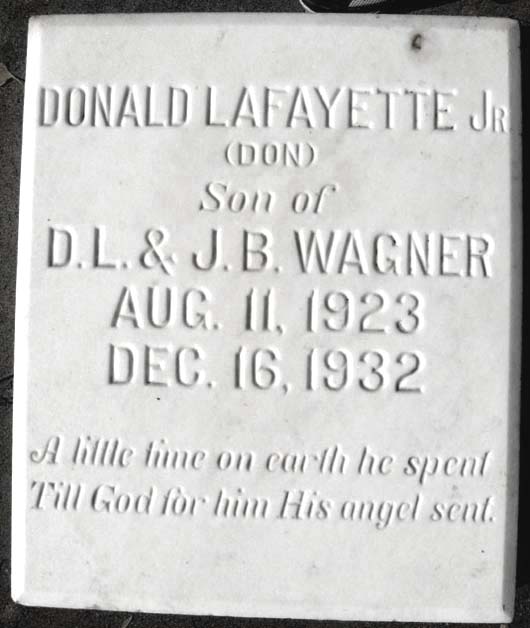 DONALD LAFAYETTE JR
(DON)
Son of
D.L. & J.B. WAGNER
AUG. 11, 1923
DEC. 16, 1932
A little time on earth he spent
Till God for him His angel sent.